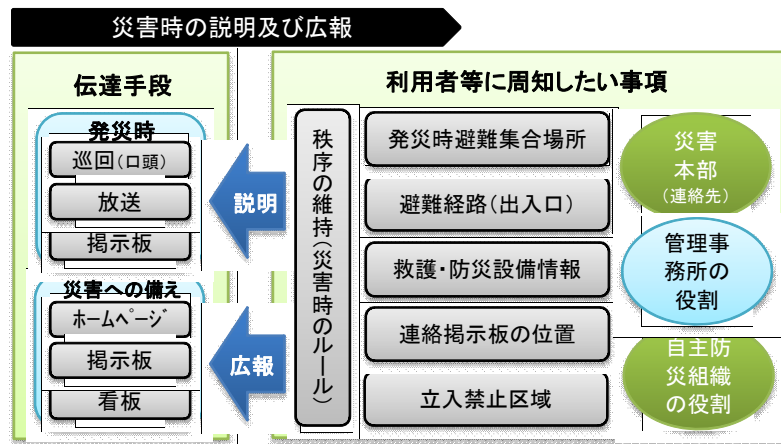 災害時の説明及び広報
伝達手段
発災時
巡回(口頭)
放送
掲示板
災害への備え
ホームページ
掲示板
看板
説明
広報
利用者等に周知したい事項
秩序の維持(災害時のルール)
発災時避難集合場所
避難経路(出入口)
救護・防災設備情報
連絡掲示板の位置
立入禁止区域
災害
本部
(連絡先)
管理事
務所の
役割
自主防
災組織
の役割